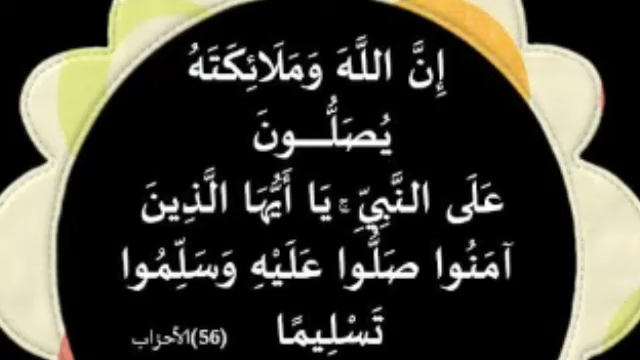 إِنَّ اللَّهَ وَمَلَائِكَتَهُ
يُصَلُّـــونَ
عَلَى النَّبِيِّ ۚ يَا أَيُّهَا الَّذِينَ
آمَنُوا صَلُّوا عَلَيْهِ وَسَلِّمُوا
تَسْلِيمًا (56)الأحزاب